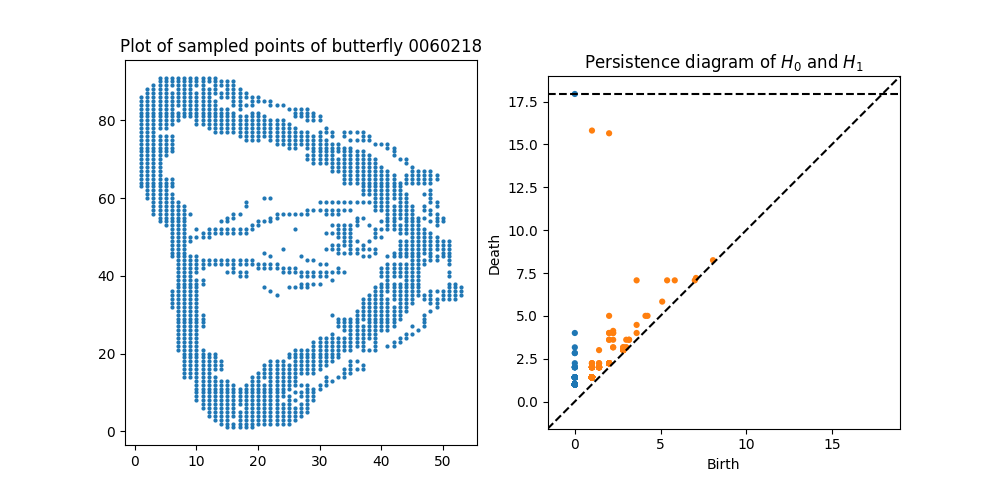 Plot of sampled points of butterfly 0060218
80
60
40
20
0
0 10 20 30 40 50
Persistence diagram of $H_0$ and $H_1$
Death
17.5
15.0
12.5
10.0
7.5
5.0
2.5
0.0
0 5 10 15
Birth